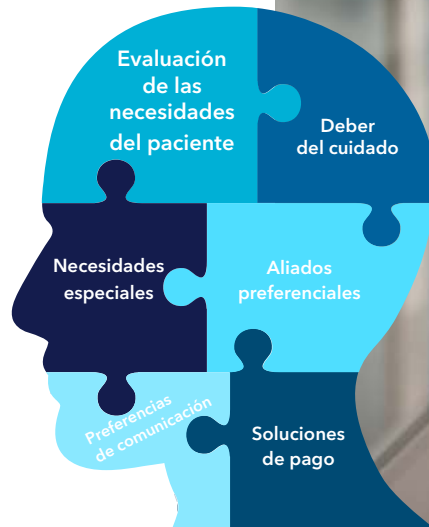 Evaluación
de las
necesidades
del paciente
Deber
del cuidado
Necesidades
especiales
Aliados
preferenciales
Preferencias
de comunicación
Soluciones
de pago